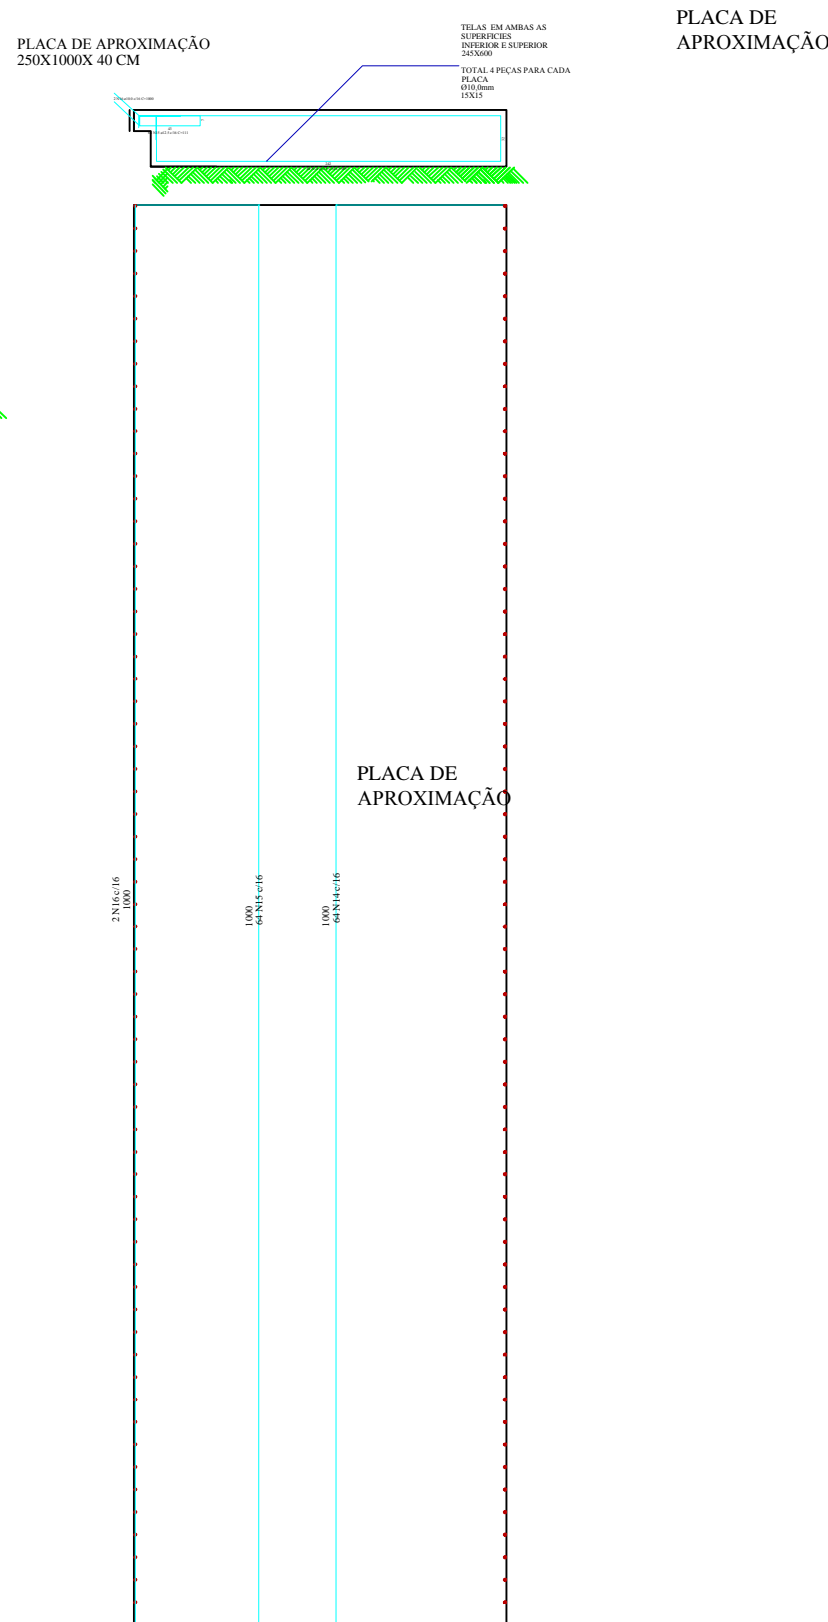 PLACA DE
APROXIMAÇÃO
PLACA DE APROXIMAÇÃO
250X1000X 40 CM
TELAS EM AMBAS AS
SUPERFICIES
INFERIOR E SUPERIOR
245X600
TOTAL 4 PEÇAS PARA CADA
PLACA
Ø10,0mm
15X15
PLACA DE
APROXIMAÇÃO
2 N16 c/16
1000
1000
64 N15 c/16
1000
64 N14 c/16